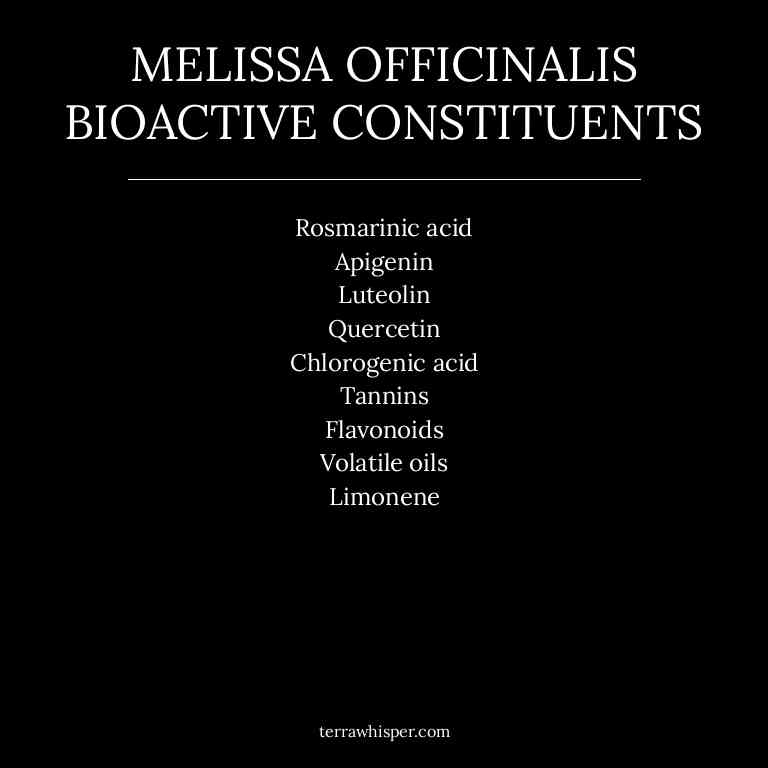 MELISSA OFFICINALIS
BIOACTIVE CONSTITUENTS
Rosmarinic acid
Apigenin
Luteolin
Quercetin
Chlorogenic acid
Tannins
Flavonoids
Volatile oils
Limonene
terrawhisper.com